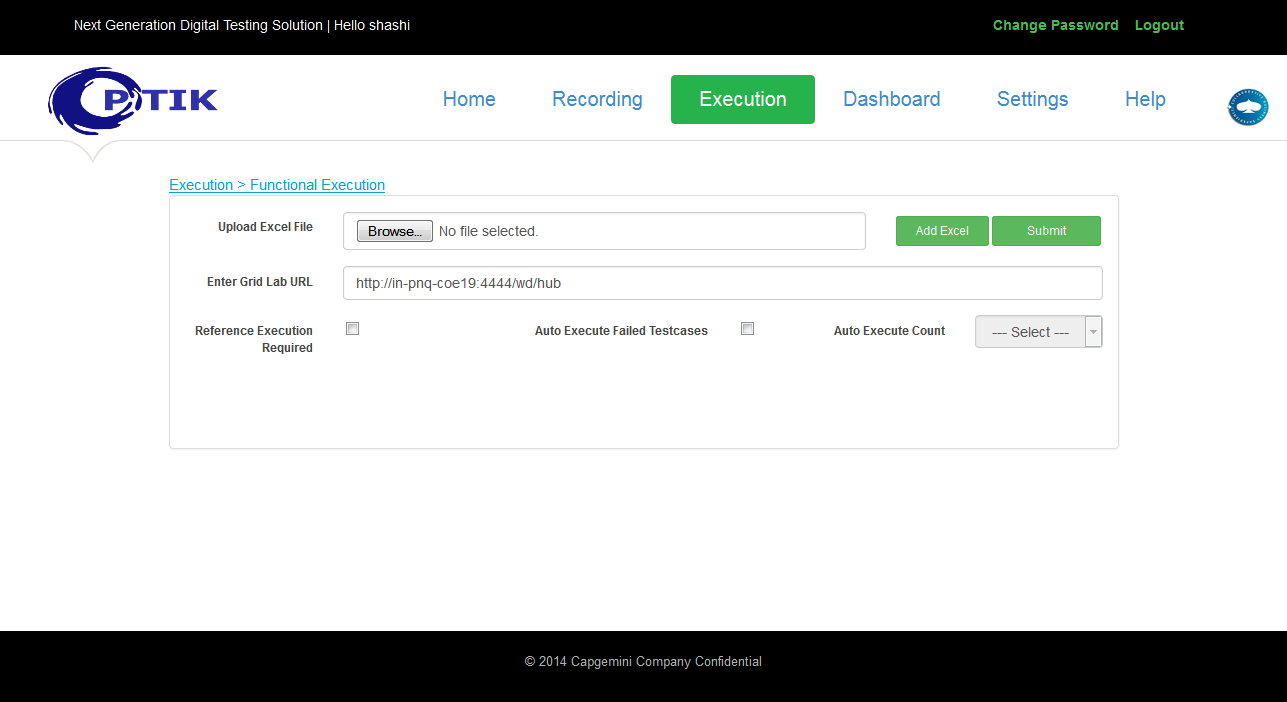 Next Generation Digital Testing Solution | Hello shashi
Change Password Logout
PTIK
Home Recording Execution Dashboard Settings Help
Execution > Functional Execution
Upload Excel File Browse... No file selected. Add Excel Submit
Enter Grid Lab URL http://in-pnq-coe19:4444/wd/hub
Reference Execution Required Auto Execute Failed Testcases Auto Execute Count --- Select ---
© 2014 Capgemini Company Confidential